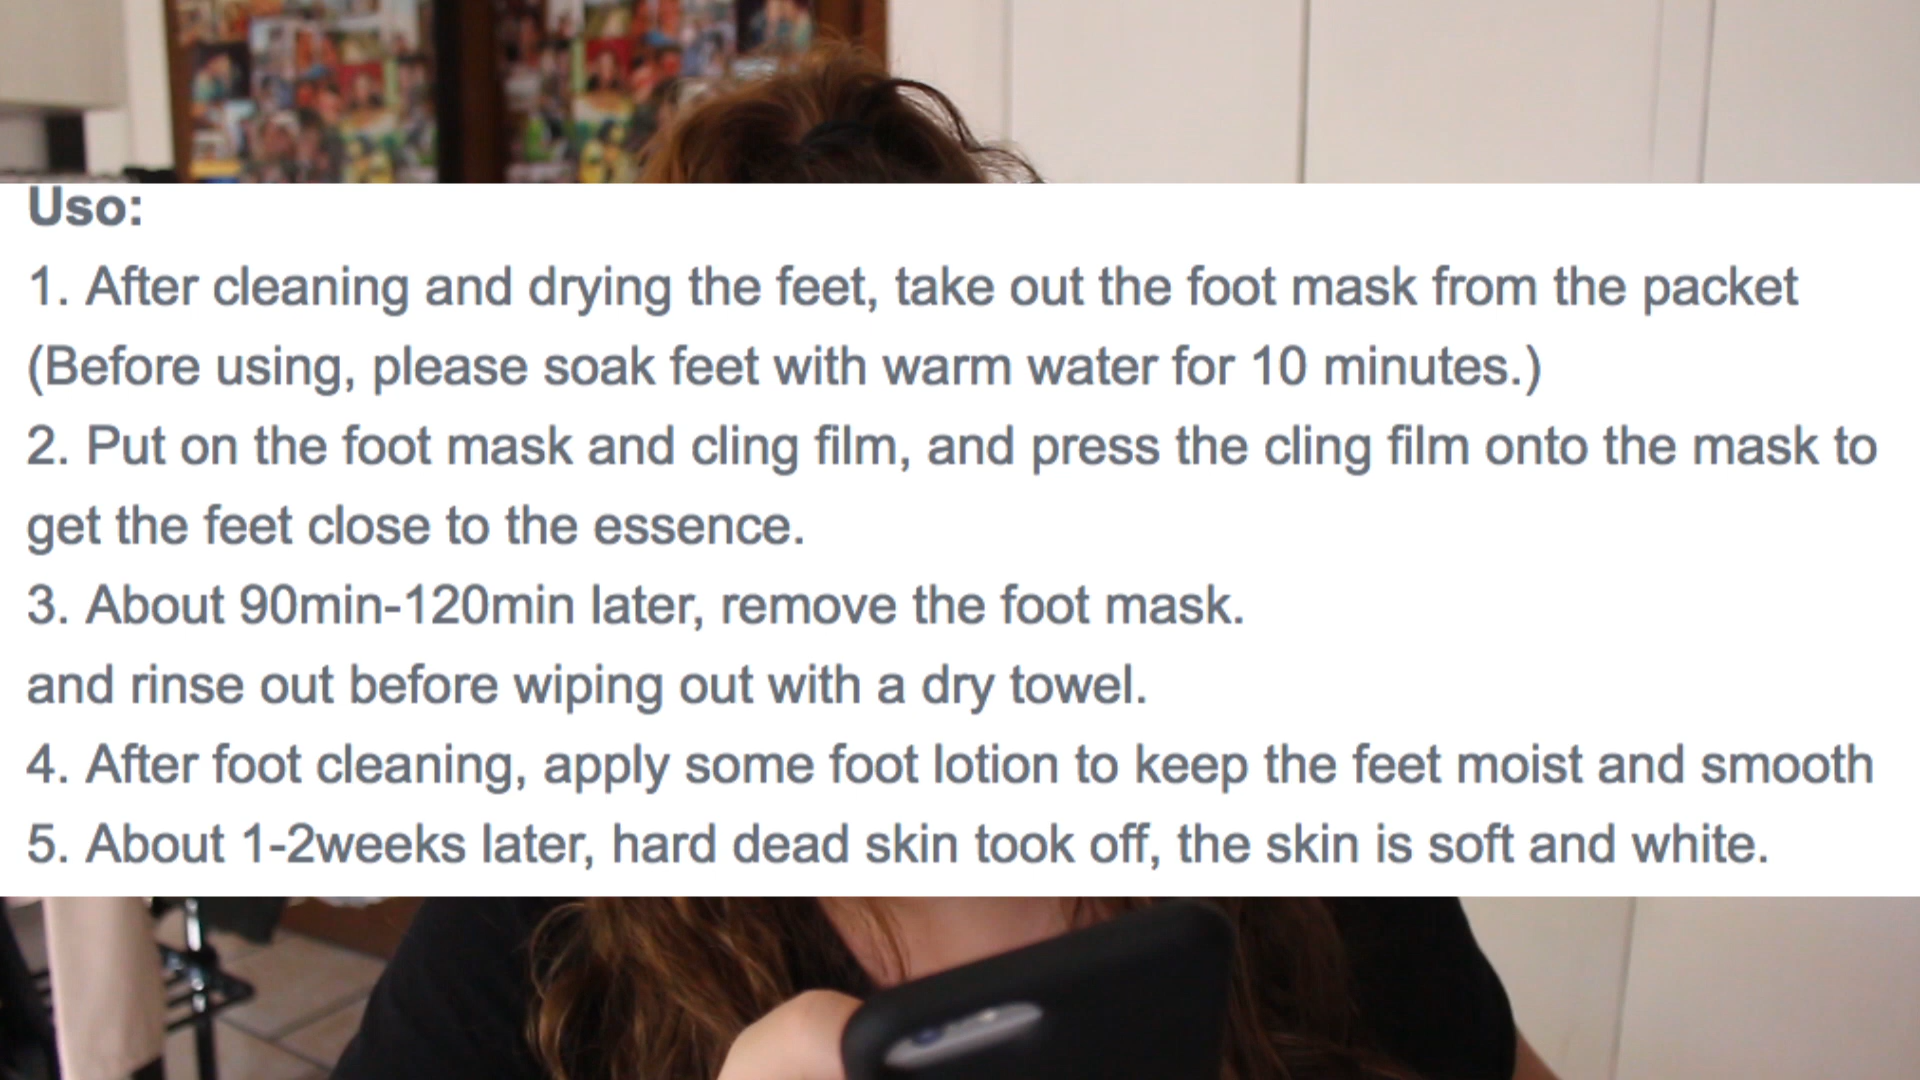 Uso:
1. After cleaning and drying the feet, take out the foot mask from the packet
(Before using, please soak feet with warm water for 10 minutes.)
2. Put on the foot mask and cling film, and press the cling film onto the mask to
get the feet close to the essence.
3. About 90min-120min later, remove the foot mask.
and rinse out before wiping out with a dry towel.
4. After foot cleaning, apply some foot lotion to keep the feet moist and smooth
5. About 1-2weeks later, hard dead skin took off, the skin is soft and white.